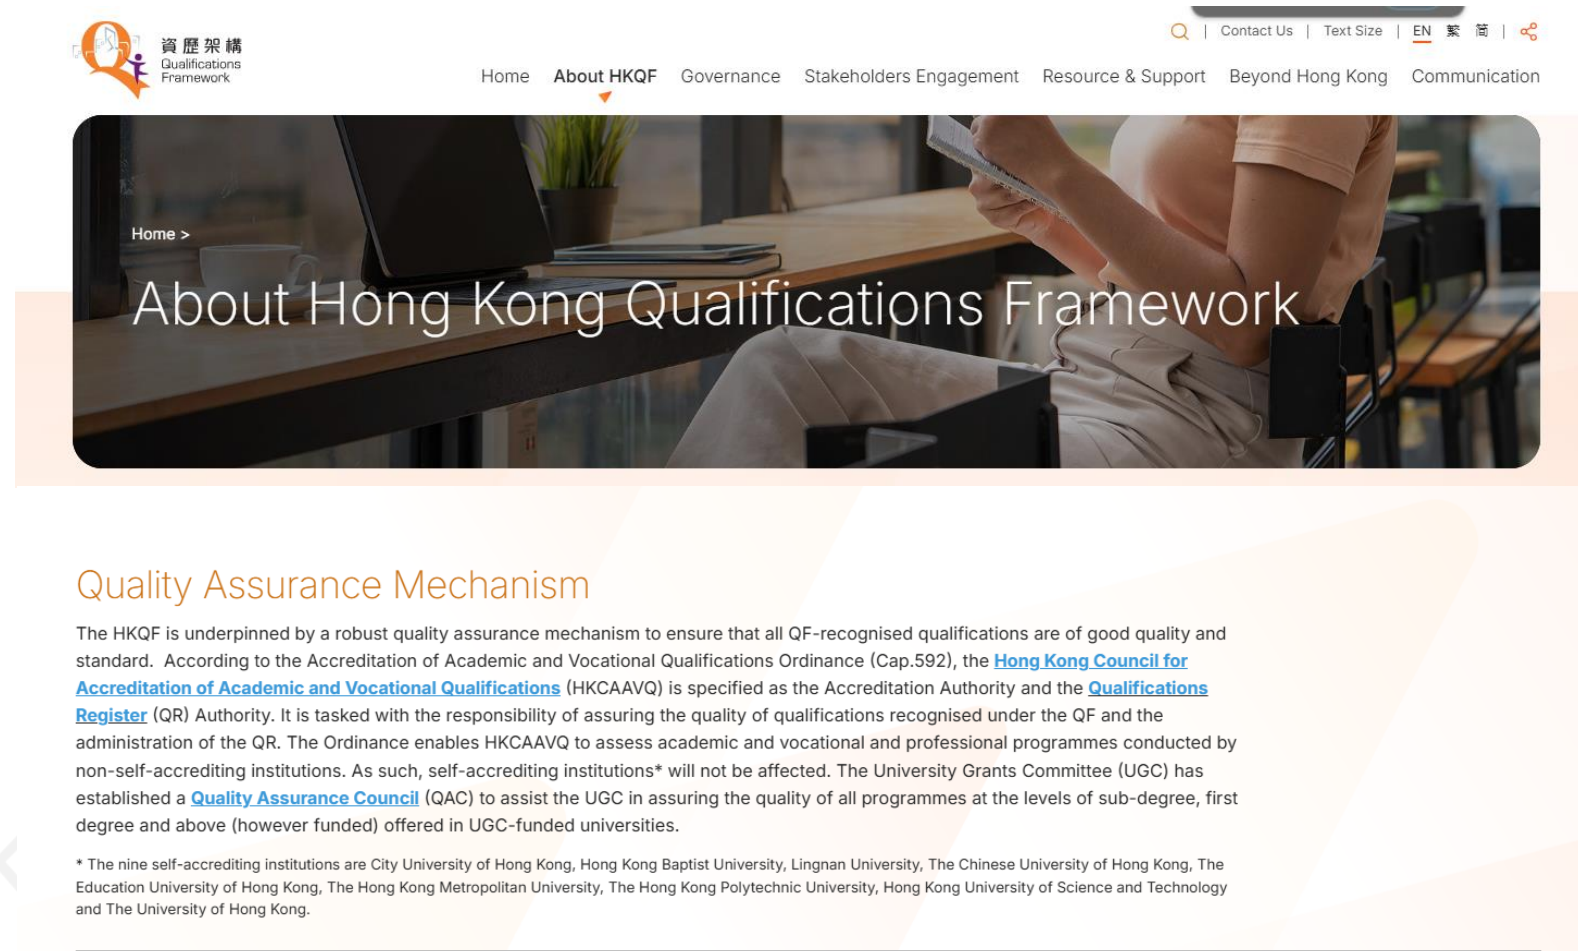 資歷架構
Qualifications
Framework
Contact Us | Text Size | EN 繁 简
Home About HKQF Governance Stakeholders Engagement Resource & Support Beyond Hong Kong Communication
Home >
About Hong Kong Qualifications Framework
Quality Assurance Mechanism
The HKQF is underpinned by a robust quality assurance mechanism to ensure that all QF-recognised qualifications are of good quality and
standard. According to the Accreditation of Academic and Vocational Qualifications Ordinance (Cap.592), the Hong Kong Council for
Accreditation of Academic and Vocational Qualifications (HKCAAVQ) is specified as the Accreditation Authority and the Qualifications
Register (QR) Authority. It is tasked with the responsibility of assuring the quality of qualifications recognised under the QF and the
administration of the QR. The Ordinance enables HKCAAVQ to assess academic and vocational and professional programmes conducted by
non-self-accrediting institutions. As such, self-accrediting institutions* will not be affected. The University Grants Committee (UGC) has
established a Quality Assurance Council (QAC) to assist the UGC in assuring the quality of all programmes at the levels of sub-degree, first
degree and above (however funded) offered in UGC-funded universities.
* The nine self-accrediting institutions are City University of Hong Kong, Hong Kong Baptist University, Lingnan University, The Chinese University of Hong Kong, The
Education University of Hong Kong, The Hong Kong Metropolitan University, The Hong Kong Polytechnic University, Hong Kong University of Science and Technology
and The University of Hong Kong.